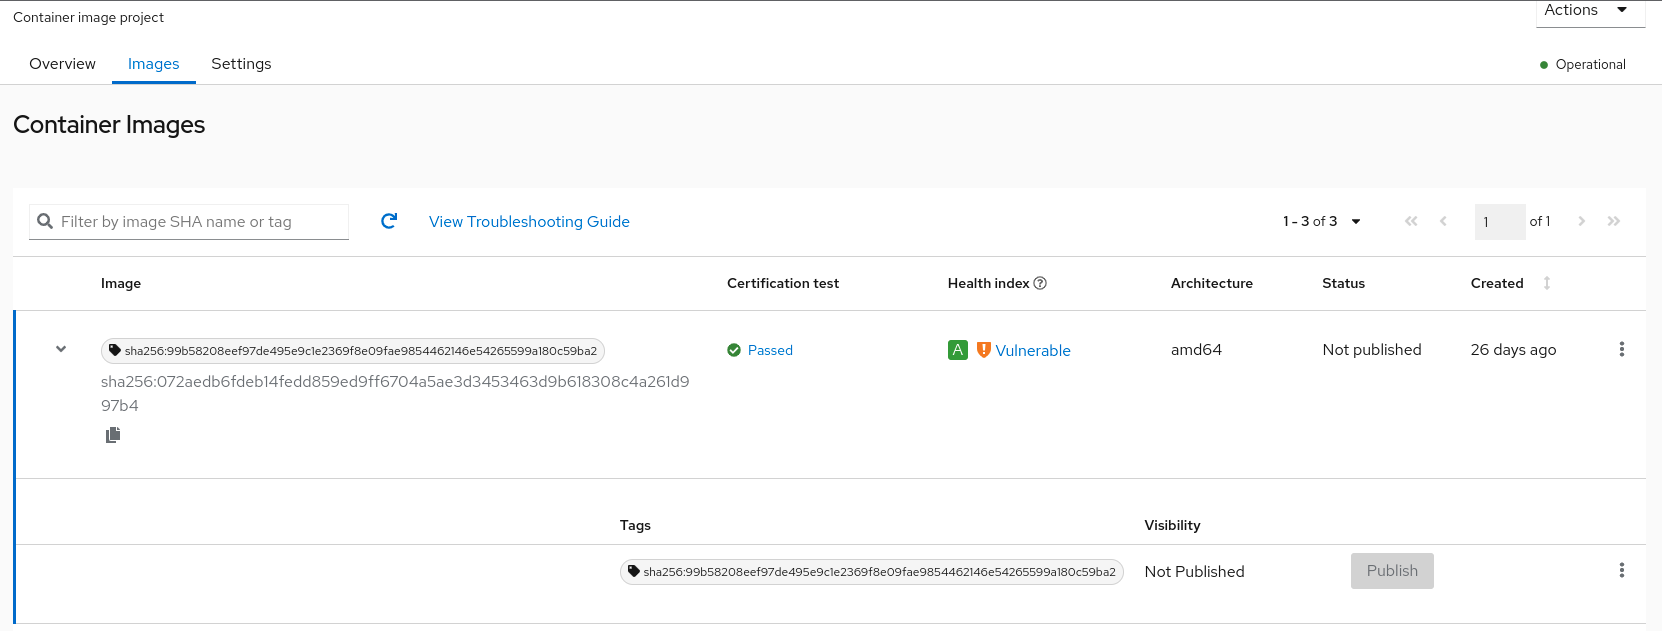 Container image project
Actions
Overview Images Settings
Operational
Container Images
Filter by image SHA name or tag View Troubleshooting Guide 1 - 3 of 3 1 of 1
Image Certification test Health index Architecture Status Created
sha256:99b58208eef97de495e9c1e2369f8e09fae9854462146e54265599a180c59ba2 Passed A Vulnerable amd64 Not published 26 days ago
sha256:072aedb6fdeb14fedd859ed9ff6704a5ae3d3453463d9b618308c4a261d9
97b4
Tags Visibility
sha256:99b58208eef97de495e9c1e2369f8e09fae9854462146e54265599a180c59ba2 Not Published Publish